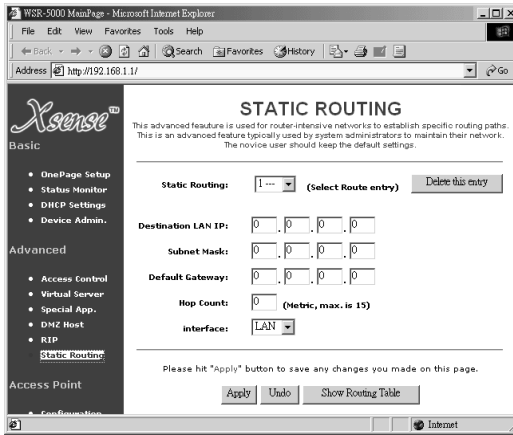 WSR-5000 MainPage - Microsoft Internet Explorer
File Edit View Favorites Tools Help
Back Search Favorites History
Address http://192.168.1.1/ Go
Xsense™
Basic
OnePage Setup
Status Monitor
DHCP Settings
Device Admin.
Advanced
Access Control
Virtual Server
Special App.
DMZ Host
RIP
Static Routing
Access Point
Configuration
STATIC ROUTING
This advanced feauture is used for router-intensive networks to establish specific routing paths.
This is an advanced feature typically used by system administrators to maintain their network.
The novice user should keep the default settings.
Static Routing: 1 --- (Select Route entry) Delete this entry
Destination LAN IP: 0 . 0 . 0 . 0
Subnet Mask: 0 . 0 . 0 . 0
Default Gateway: 0 . 0 . 0 . 0
Hop Count: 0 (Metric, max. is 15)
interface: LAN
Please hit "Apply" button to save any changes you made on this page.
Apply Undo Show Routing Table
Internet